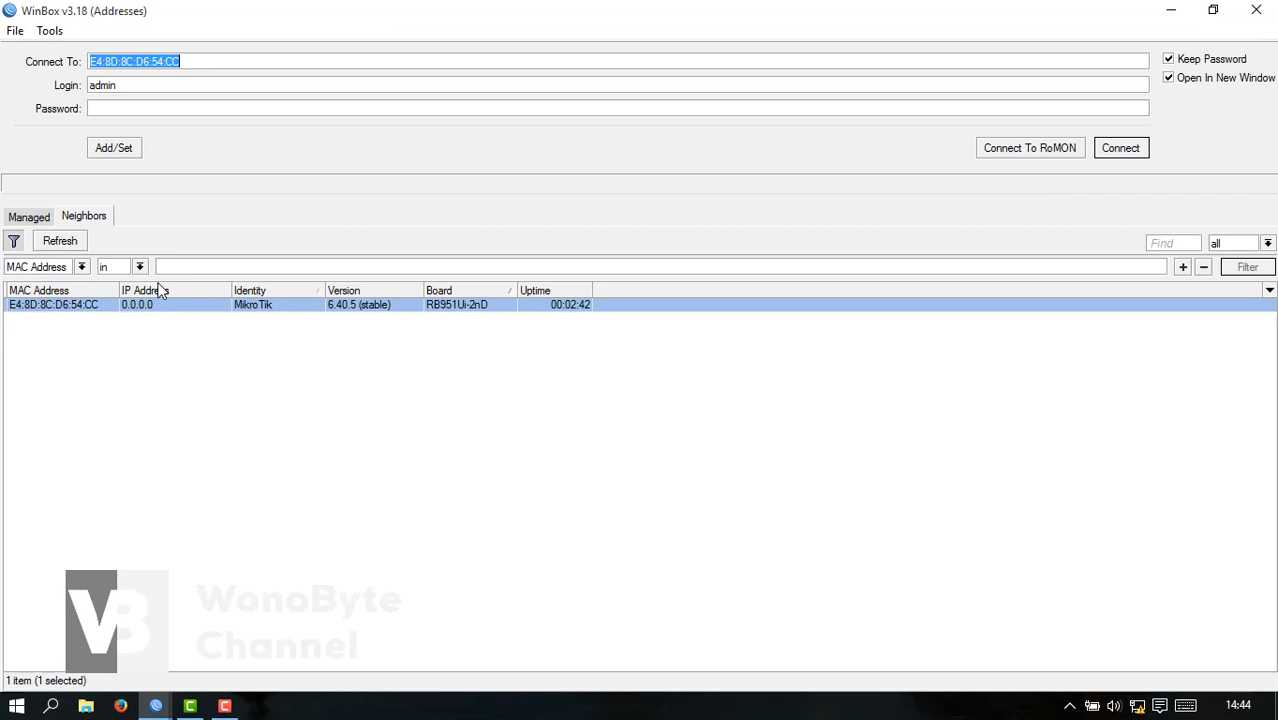 WinBox v3.18 (Addresses)
File Tools
Connect To: E4:8D:8C:D6:54:CC
Keep Password
Login: admin
Open In New Window
Password:
Add/Set Connect To RoMON Connect
Managed Neighbors
Refresh Find all
MAC Address in Filter
MAC Address IP Address Identity Version Board Uptime
E4:8D:8C:D6:54:CC 0.0.0.0 MikroTik 6.40.5 (stable) RB951Ui-2nD 00:02:42
VB WonoByte
Channel
1 item (1 selected)
14:44